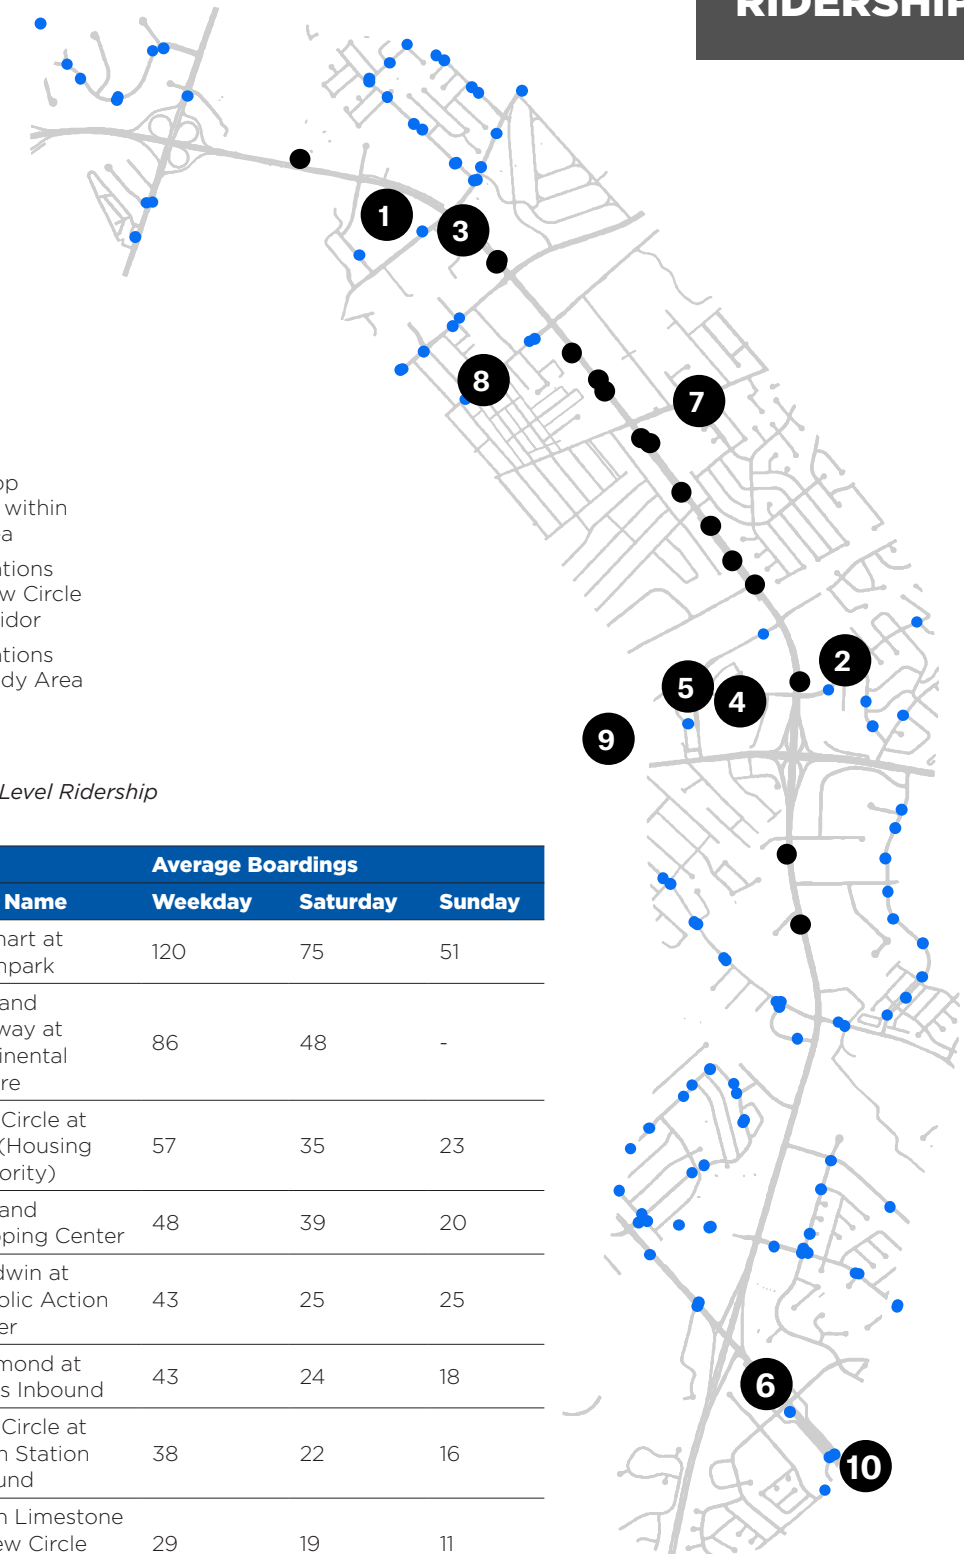 RIDERSHIP
1
3
8
7
2
5
4
9
6
10
op
within
a
tions
w Circle
idor
tions
dy Area
Level Ridership
Average Boardings
Name Weekday Saturday Sunday
mart at
npark
120 75 51
and
way at
inental
re
86 48 -
Circle at
(Housing
ority)
57 35 23
and
ping Center
48 39 20
dwin at
olic Action
er
43 25 25
mond at
s Inbound
43 24 18
Circle at
n Station
und
38 22 16
n Limestone
ew Circle
29 19 11